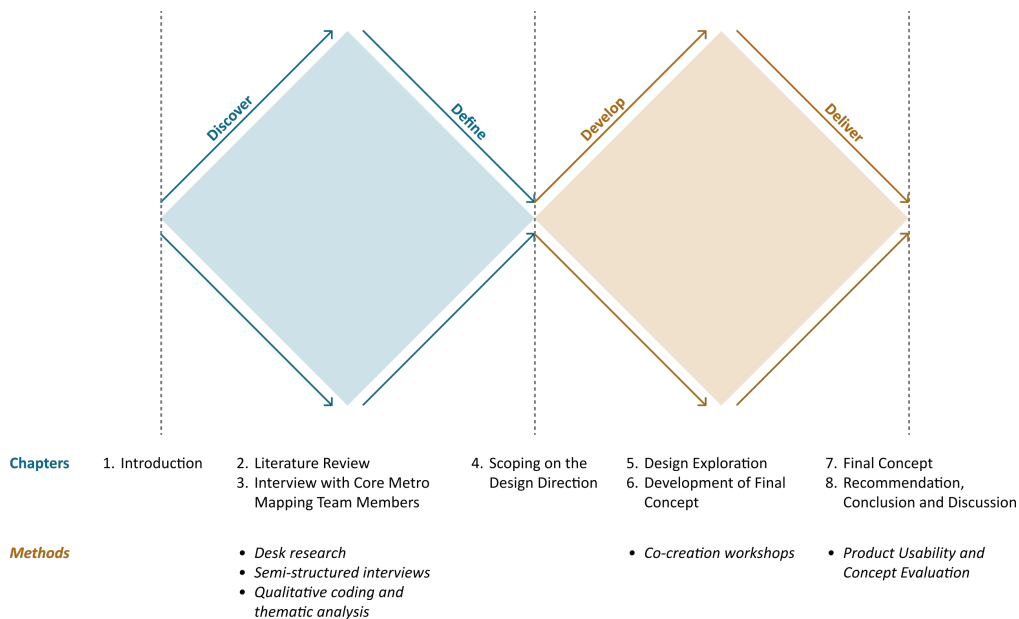 Discover
Define
Develop
Deliver
Chapters
1. Introduction
2. Literature Review
3. Interview with Core Metro
Mapping Team Members
4. Scoping on the
Design Direction
5. Design Exploration
6. Development of Final
Concept
7. Final Concept
8. Recommendation,
Conclusion and Discussion
Methods
• Desk research
• Semi-structured interviews
• Qualitative coding and
thematic analysis
• Co-creation workshops
• Product Usability and
Concept Evaluation